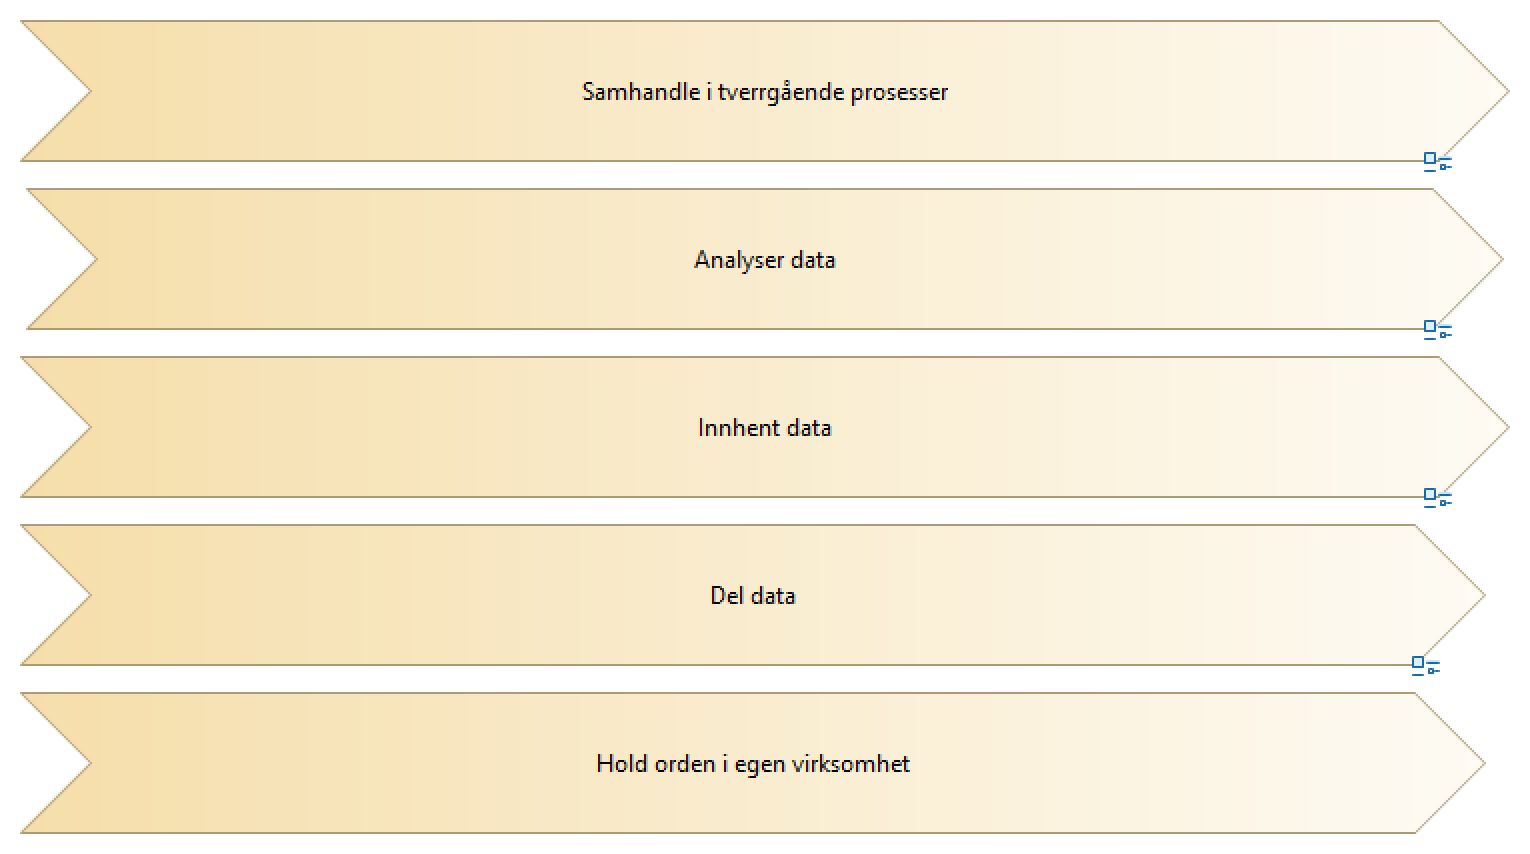 Samhandle i tverrgående prosesser
Analyser data
Innhent data
Del data
Hold orden i egen virksomhet